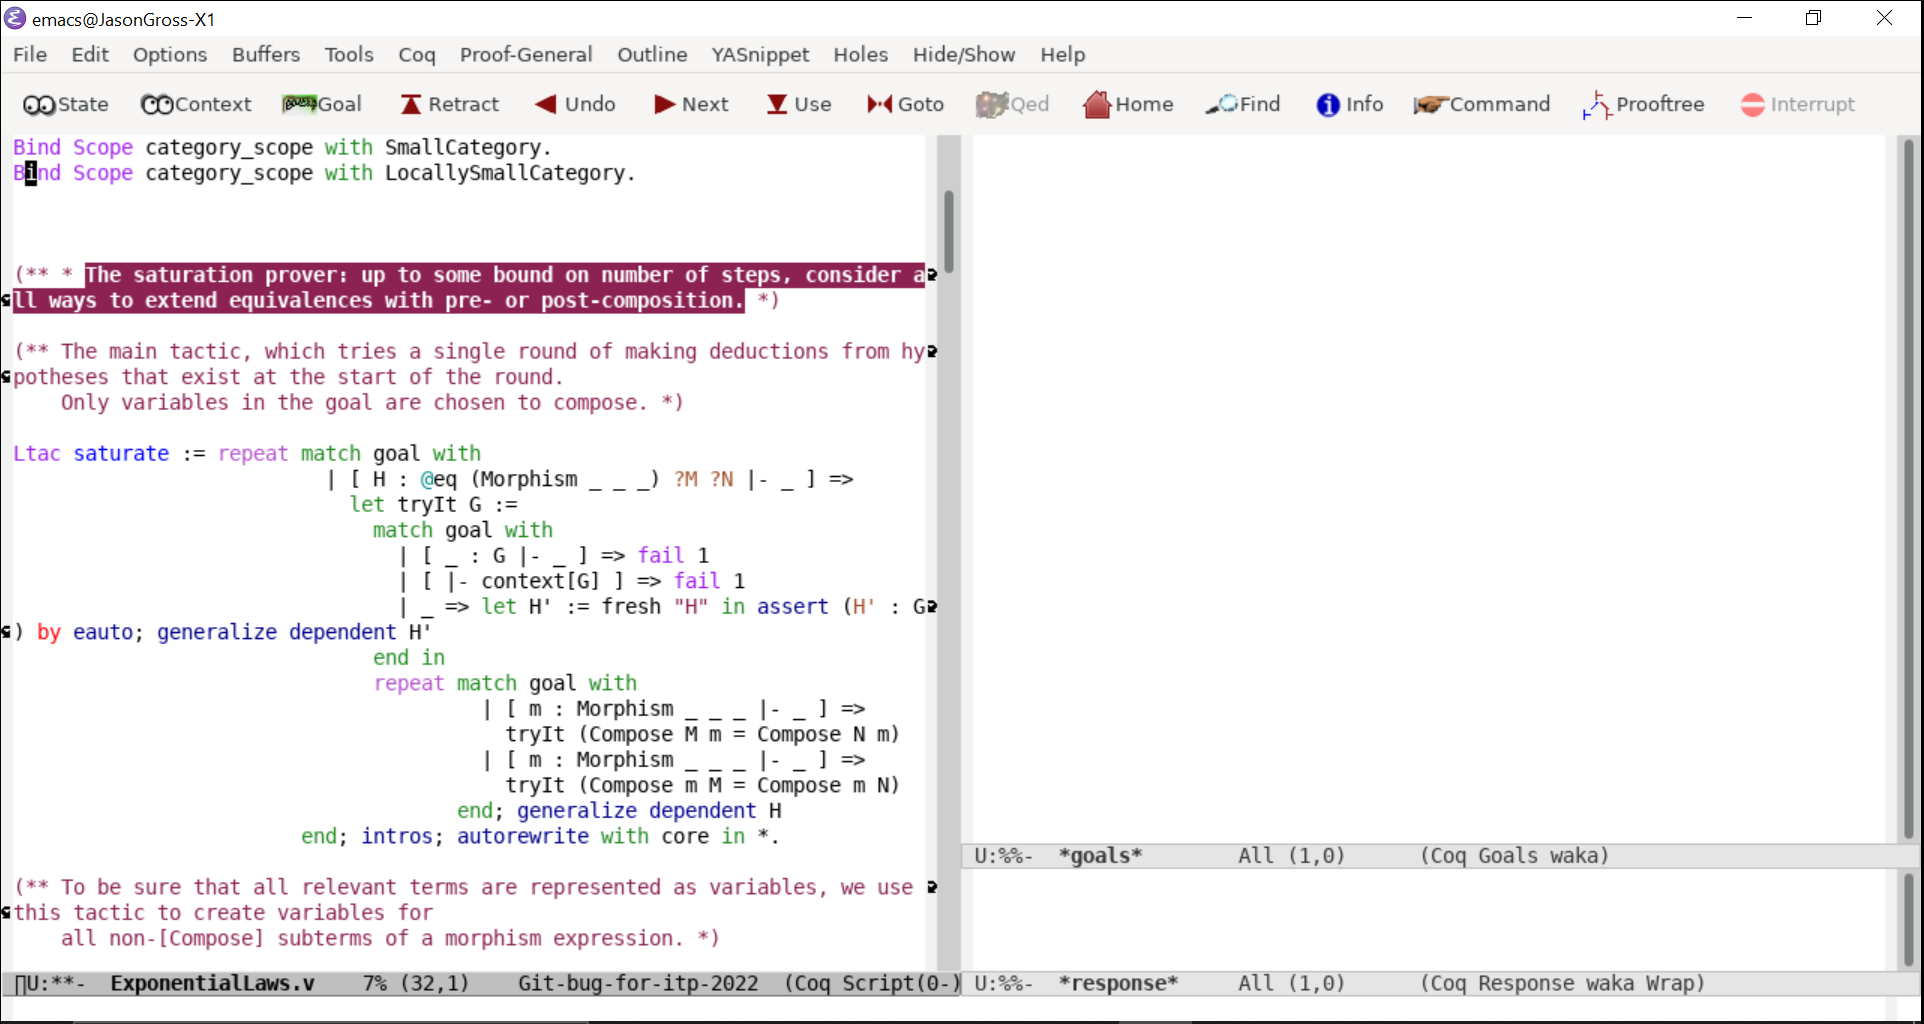 emacs@JasonGross-X1
File Edit Options Buffers Tools Coq Proof-General Outline YASnippet Holes Hide/Show Help
State Context Goal Retract Undo Next Use Goto Qed Home Find Info Command Prooftree Interrupt
Bind Scope category_scope with SmallCategory.
Bind Scope category_scope with LocallySmallCategory.
(** * The saturation prover: up to some bound on number of steps, consider a
ll ways to extend equivalences with pre- or post-composition. *)
(** The main tactic, which tries a single round of making deductions from hy
potheses that exist at the start of the round.
Only variables in the goal are chosen to compose. *)
Ltac saturate := repeat match goal with
| [ H : @eq (Morphism _ _ _) ?M ?N |- _ ] =>
let tryIt G :=
match goal with
| [ _ : G |- _ ] => fail 1
| [ |- context[G] ] => fail 1
| _ => let H' := fresh "H" in assert (H' : G
) by eauto; generalize dependent H'
end in
repeat match goal with
| [ m : Morphism _ _ _ |- _ ] =>
tryIt (Compose M m = Compose N m)
| [ m : Morphism _ _ _ |- _ ] =>
tryIt (Compose m M = Compose m N)
end; generalize dependent H
end; intros; autorewrite with core in *.
(** To be sure that all relevant terms are represented as variables, we use
this tactic to create variables for
all non-[Compose] subterms of a morphism expression. *)
U:**- ExponentialLaws.v 7% (32,1) Git-bug-for-itp-2022 (Coq Script(0-)
U:%%- *goals* All (1,0) (Coq Goals waka)
U:%%- *response* All (1,0) (Coq Response waka Wrap)